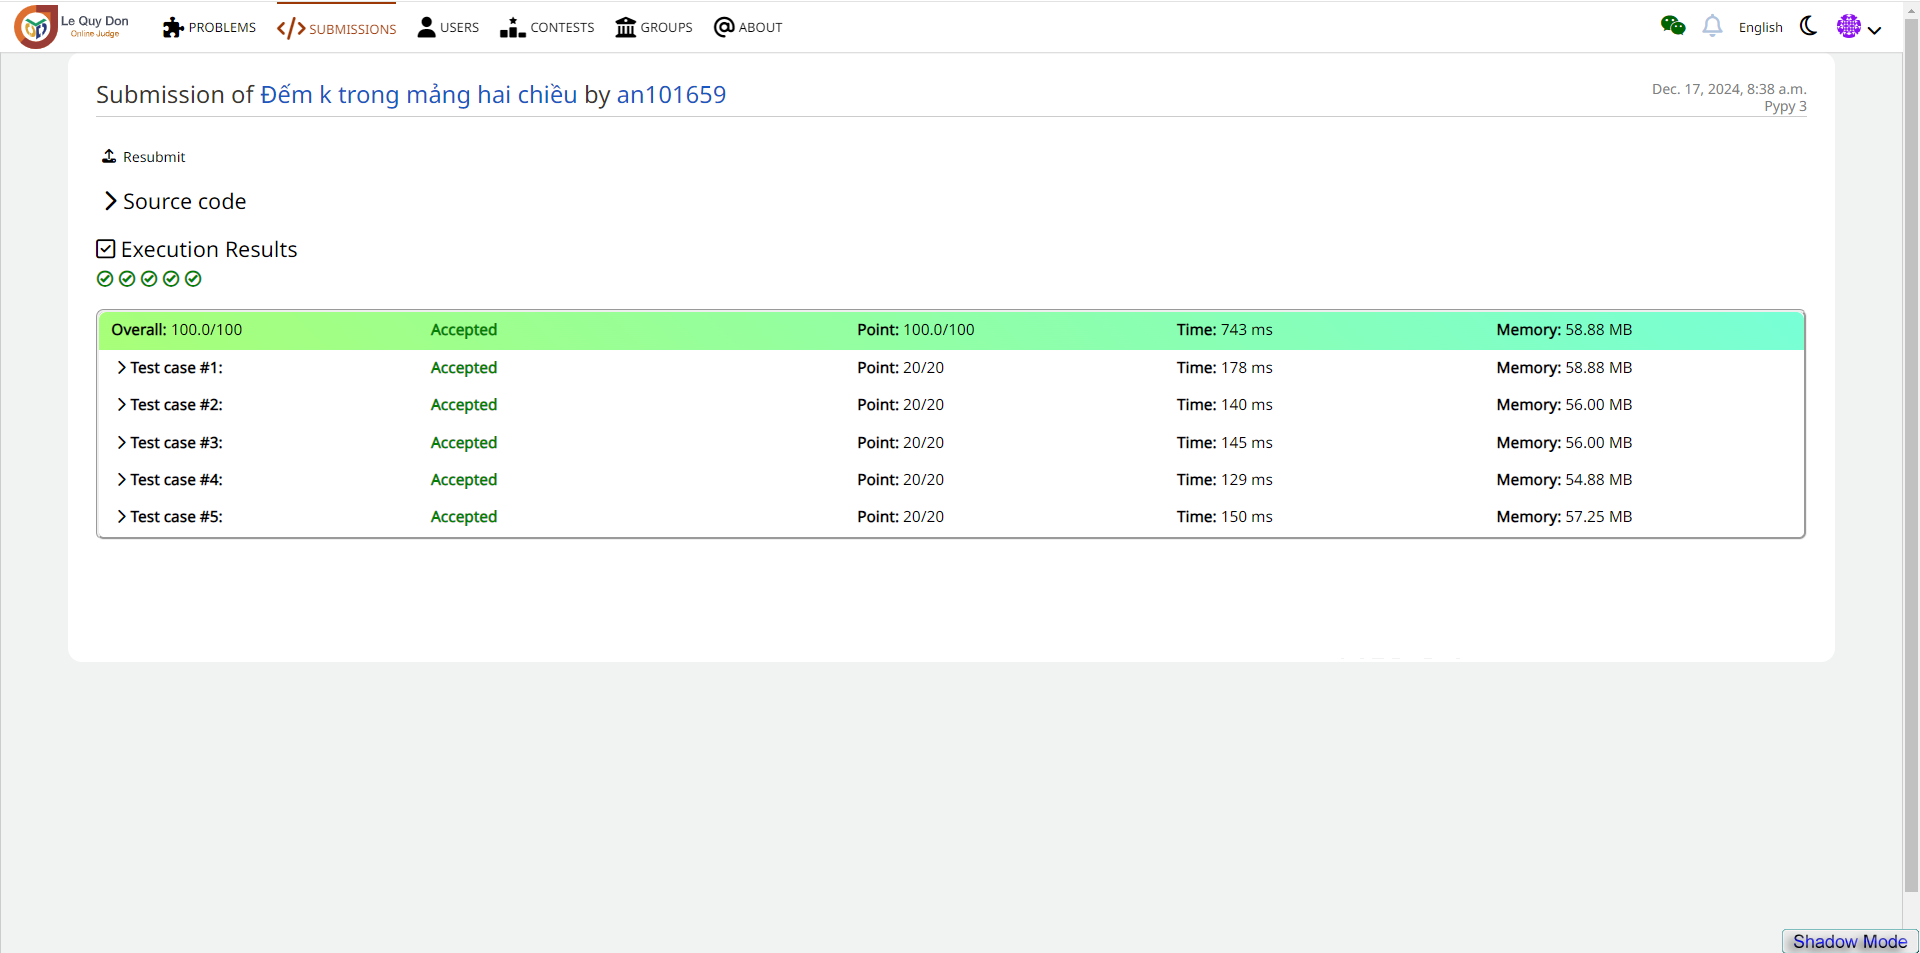 Le Quy Don
Online Judge
PROBLEMS
SUBMISSIONS
USERS
CONTESTS
GROUPS
ABOUT
English
Submission of Đếm k trong mảng hai chiều by an101659
Dec. 17, 2024, 8:38 a.m.
Pypy 3
Resubmit
Source code
Execution Results
Overall: 100.0/100 Accepted Point: 100.0/100 Time: 743 ms Memory: 58.88 MB
Test case #1: Accepted Point: 20/20 Time: 178 ms Memory: 58.88 MB
Test case #2: Accepted Point: 20/20 Time: 140 ms Memory: 56.00 MB
Test case #3: Accepted Point: 20/20 Time: 145 ms Memory: 56.00 MB
Test case #4: Accepted Point: 20/20 Time: 129 ms Memory: 54.88 MB
Test case #5: Accepted Point: 20/20 Time: 150 ms Memory: 57.25 MB
Shadow Mode